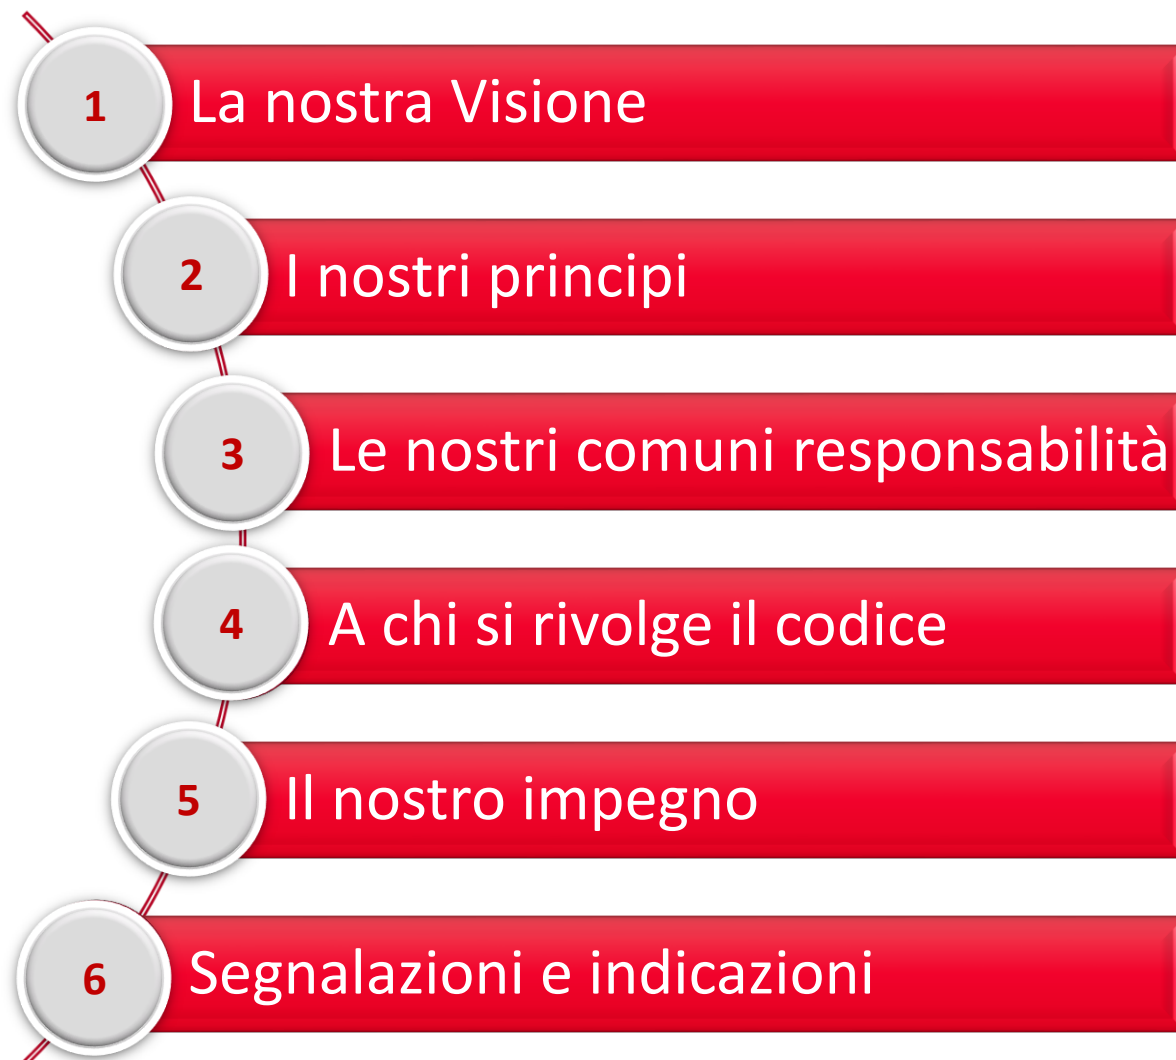 1 La nostra Visione
2 I nostri principi
3 Le nostri comuni responsabilità
4 A chi si rivolge il codice
5 Il nostro impegno
6 Segnalazioni e indicazioni